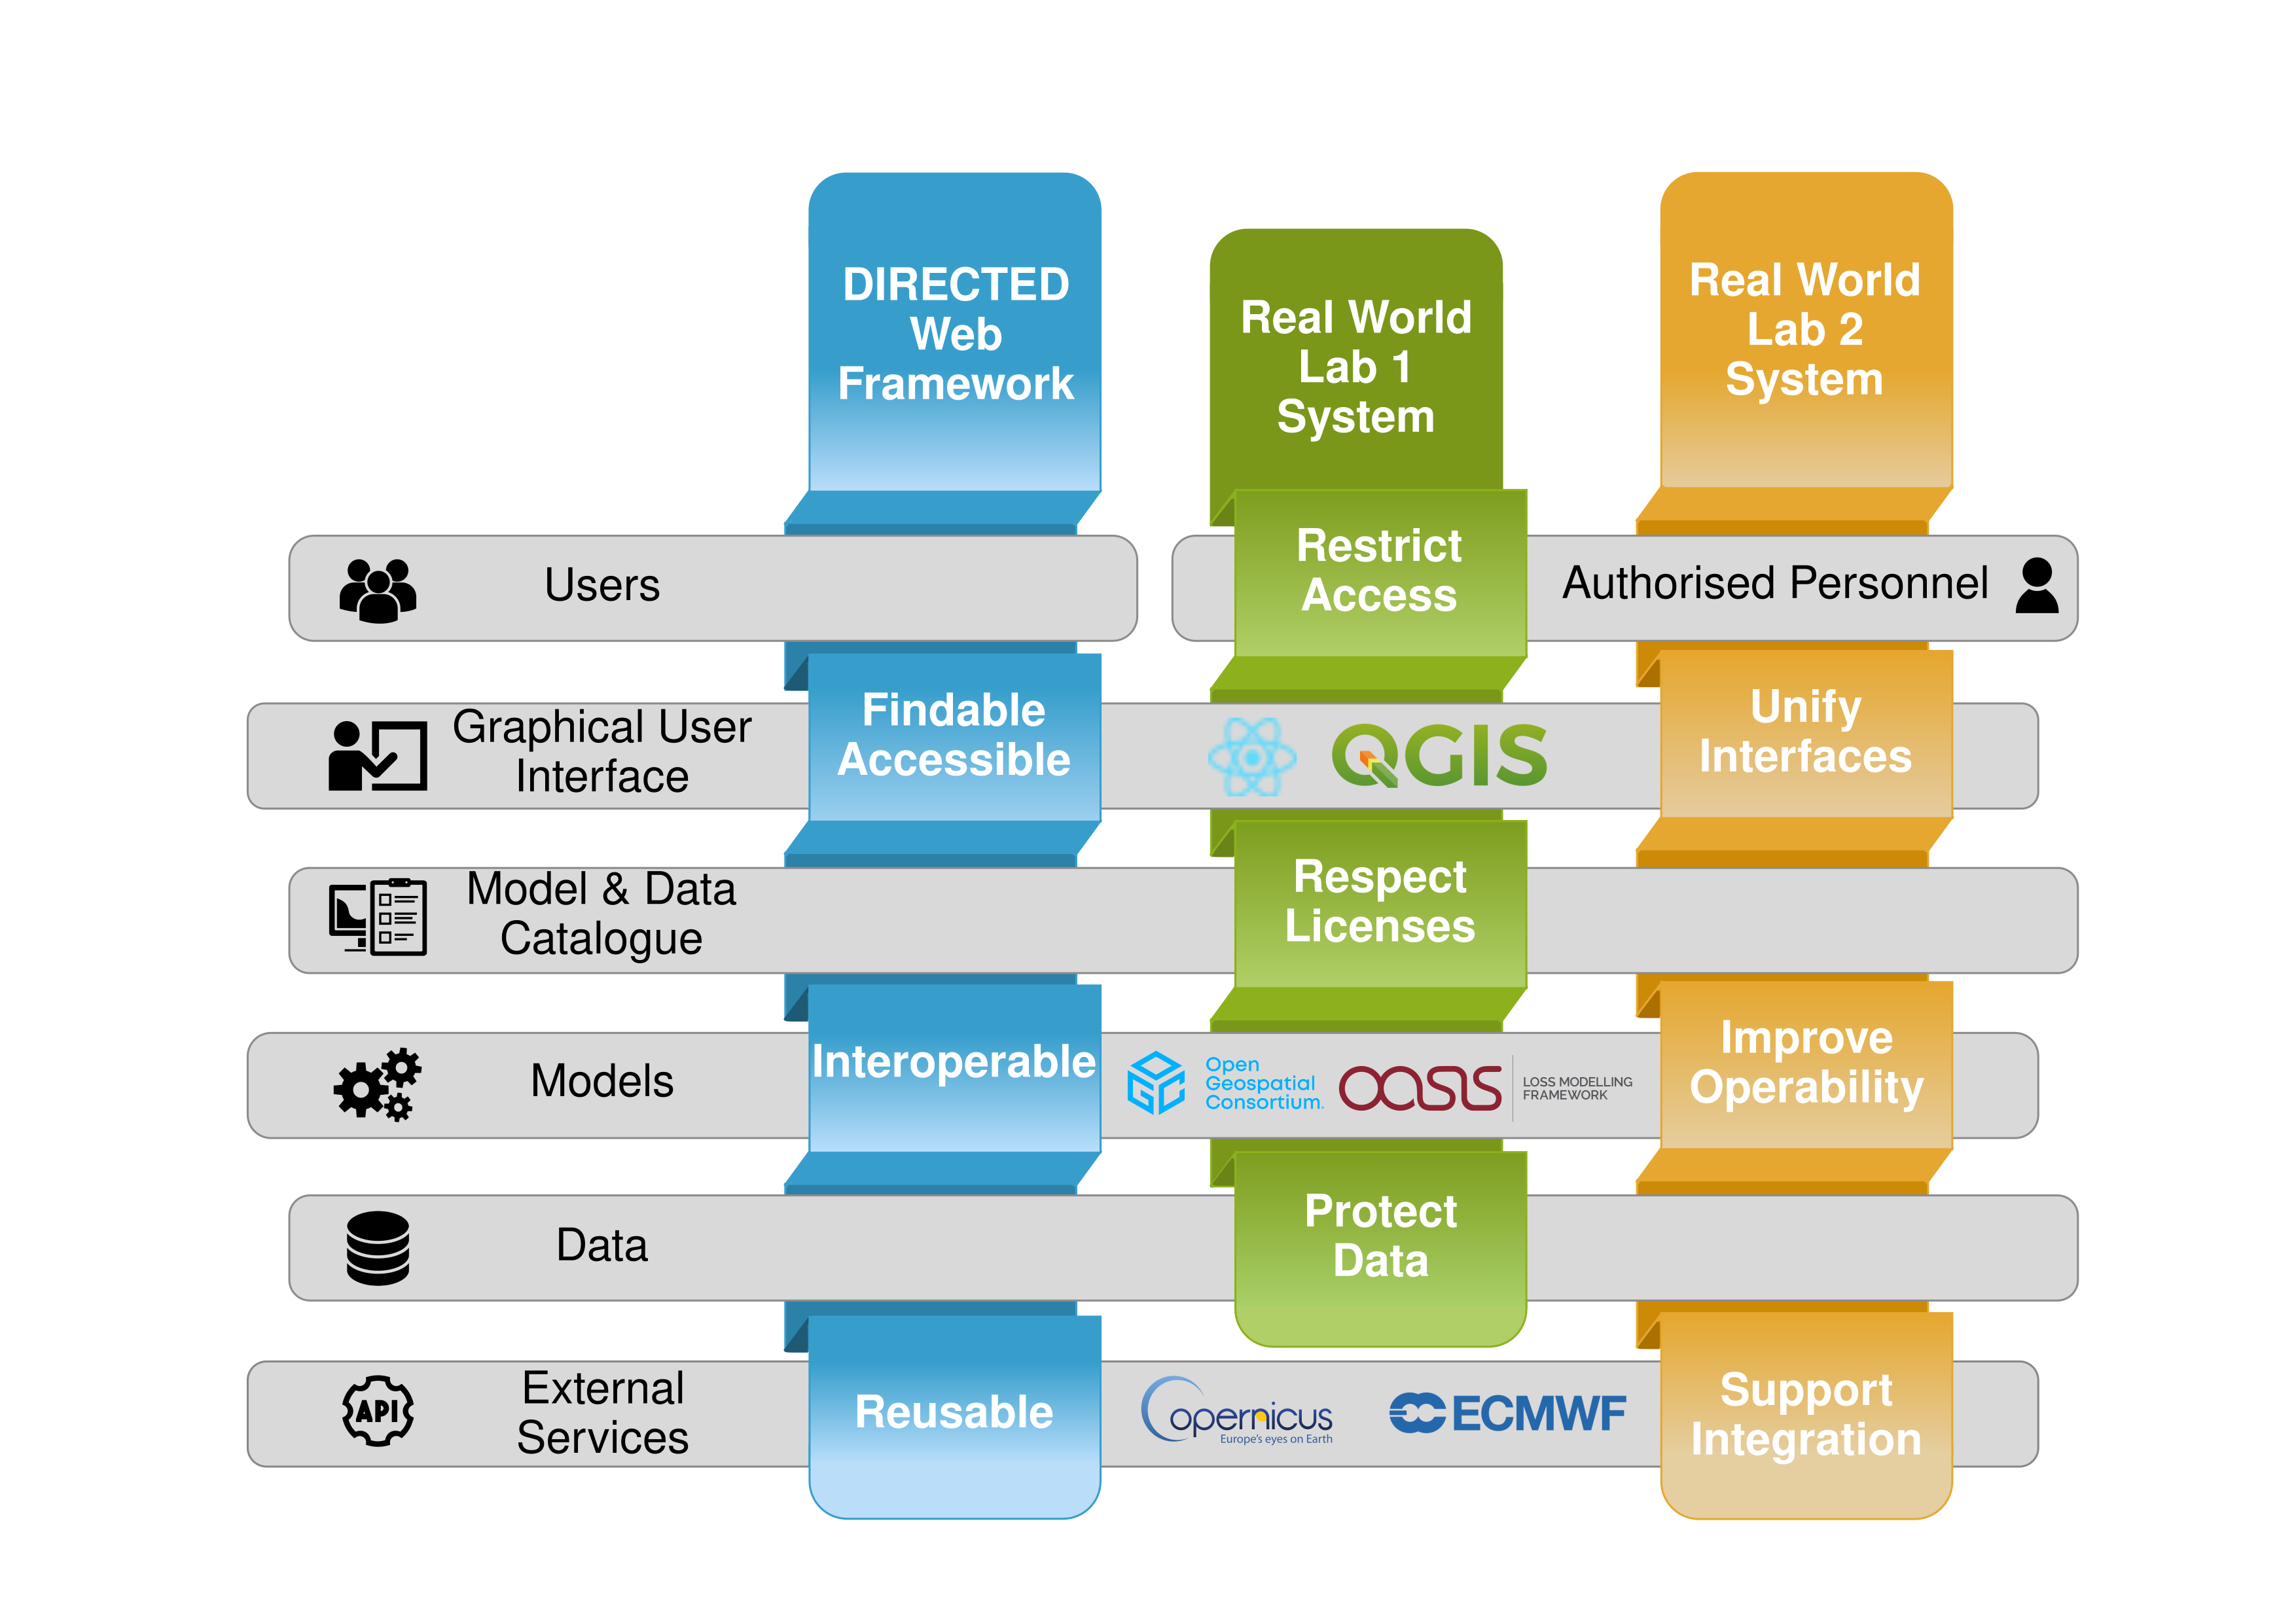 DIRECTED
Web
Framework
Real World
Lab 1
System
Real World
Lab 2
System
Users
Restrict
Access
Authorised Personnel
Graphical User
Interface
Findable
Accessible
QGIS
Unify
Interfaces
Model & Data
Catalogue
Respect
Licenses
Models
Interoperable
OGC
Open
Geospatial
Consortium.
OASIS
LOSS MODELLING
FRAMEWORK
Improve
Operability
Data
Protect
Data
API
External
Services
Reusable
Copernicus
Europe's eyes on Earth
ECMWF
Support
Integration